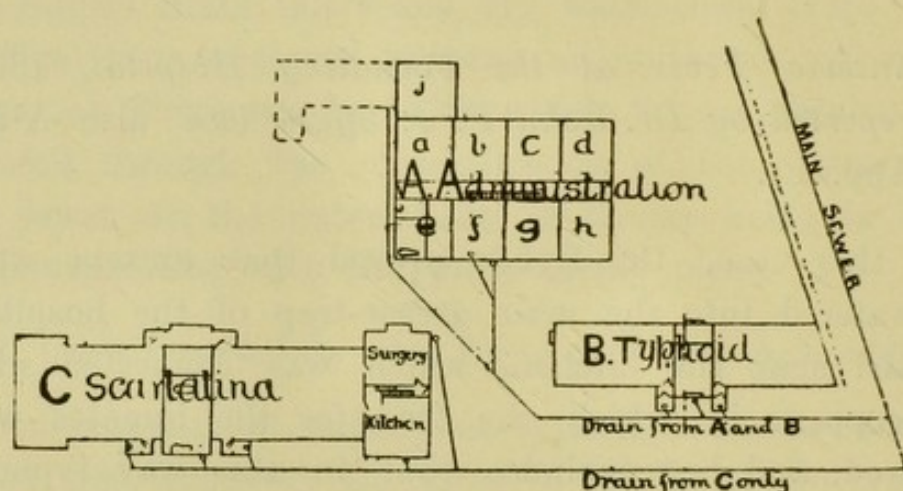 J
a b c d
A. Administration
e f g h
MAIN SEWER
Surgery
B. Typhoid
C Scarlatina
Kitchen
Drain from A and B
Drain from C only